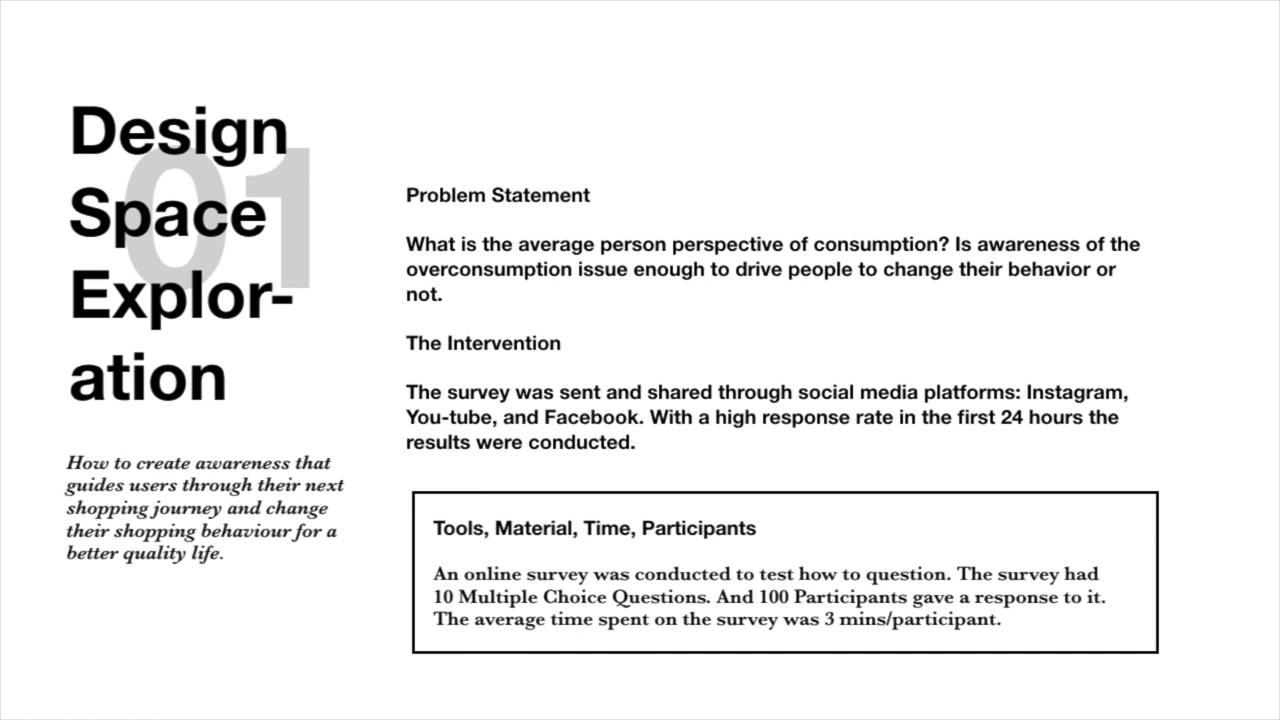 Design
Space
Explor-
ation
01
How to create awareness that
guides users through their next
shopping journey and change
their shopping behaviour for a
better quality life.
Problem Statement
What is the average person perspective of consumption? Is awareness of the
overconsumption issue enough to drive people to change their behavior or
not.
The Intervention
The survey was sent and shared through social media platforms: Instagram,
You-tube, and Facebook. With a high response rate in the first 24 hours the
results were conducted.
Tools, Material, Time, Participants
An online survey was conducted to test how to question. The survey had
10 Multiple Choice Questions. And 100 Participants gave a response to it.
The average time spent on the survey was 3 mins/participant.